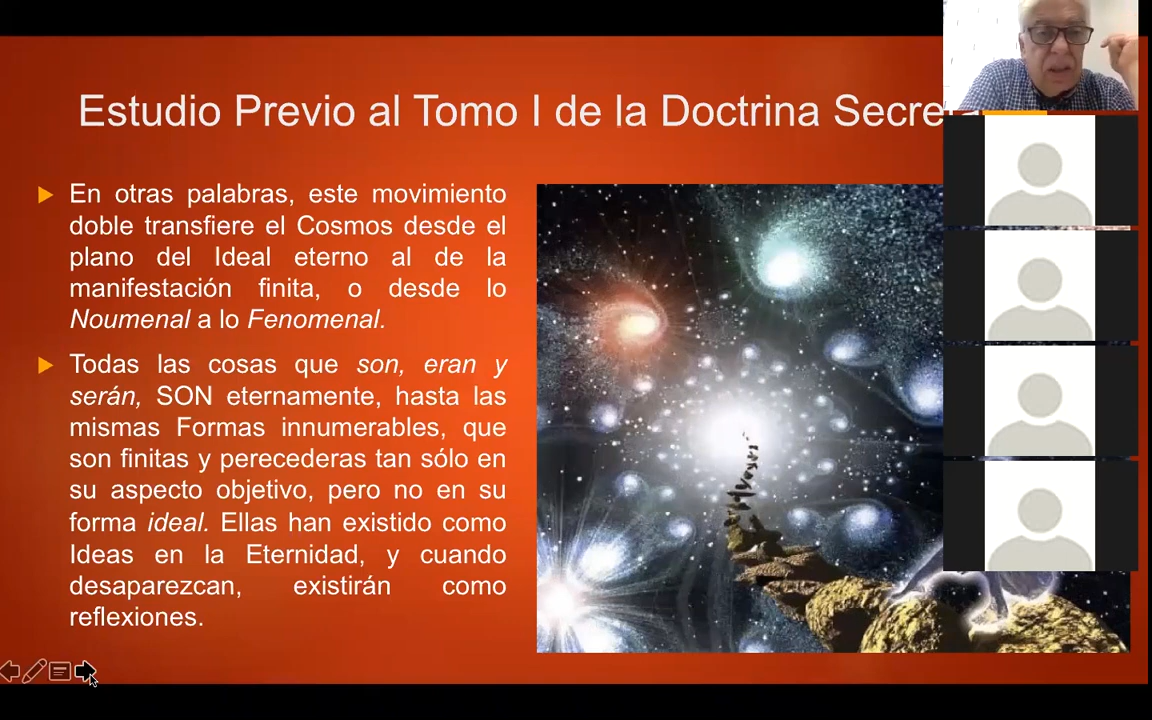 Estudio Previo al Tomo I de la Doctrina
En otras palabras, este movimiento
doble transfiere el Cosmos desde el
plano del Ideal eterno al de la
manifestación finita, o desde lo
Noumenal a lo Fenomenal.
Todas las cosas que son, eran y
serán, SON eternamente, hasta las
mismas Formas innumerables, que
son finitas y perecederas tan sólo en
su aspecto objetivo, pero no en su
forma ideal. Ellas han existido como
Ideas en la Eternidad, y cuando
desaparezcan, existirán como
reflexiones.